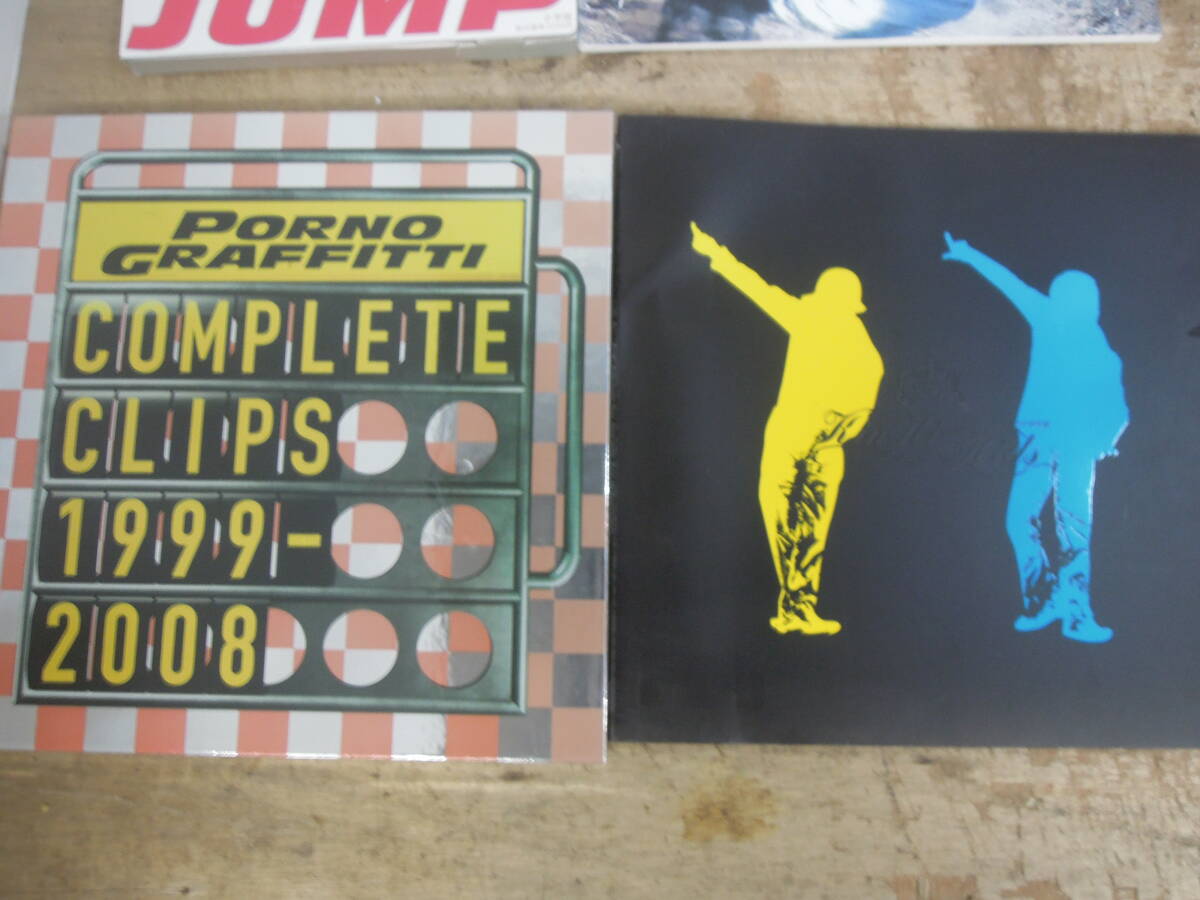 JUMP
PORNO
GRAFFITTI
COMPLETE
CLIPS
1999-
2008